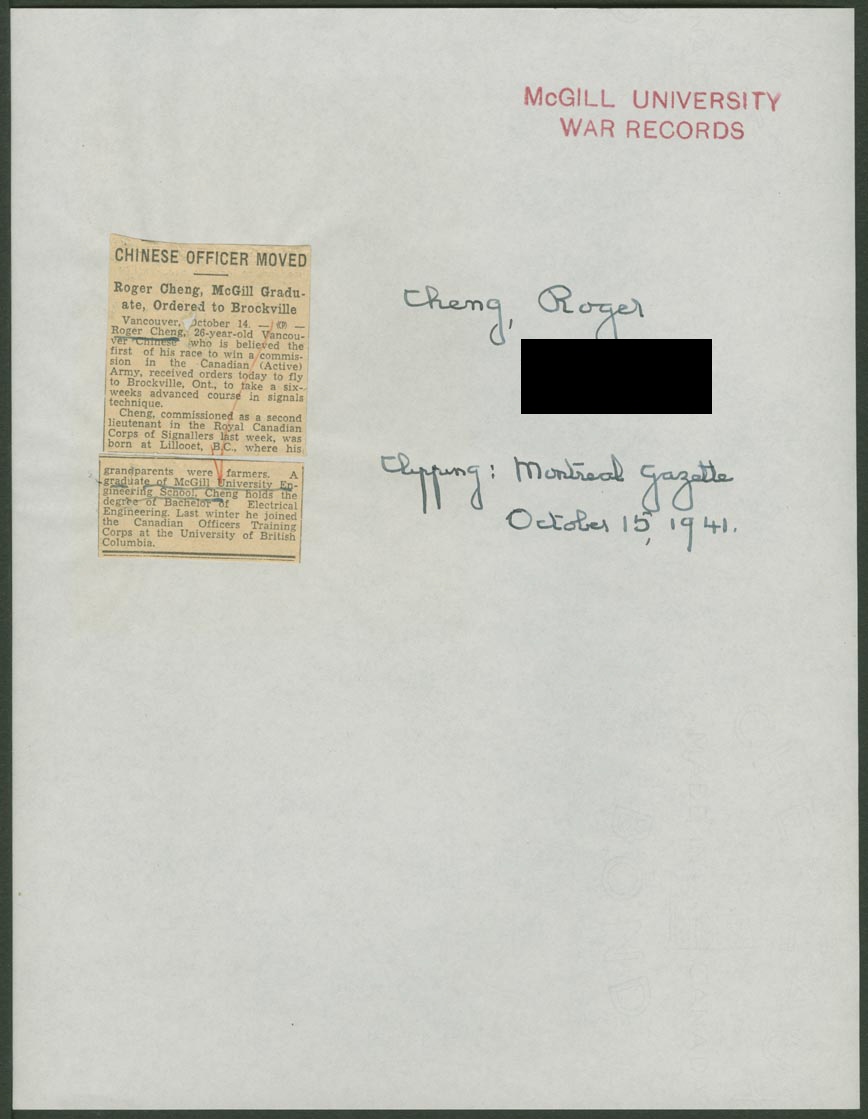 McGILL UNIVERSITY
WAR RECORDS
CHINESE OFFICER MOVED
Roger Cheng, McGill Gradu-
ate, Ordered to Brockville
Vancouver, October 14. — (CP) —
Roger Cheng, 26-year-old Vancou-
ver Chinese who is believed the
first of his race to win a commis-
sion in the Canadian (Active)
Army, received orders today to fly
to Brockville, Ont., to take a six-
weeks advanced course in signals
technique.
Cheng, commissioned as a second
lieutenant in the Royal Canadian
Corps of Signallers last week, was
born at Lillooet, B.C., where his
grandparents were farmers. A
graduate of McGill University En-
gineering School, Cheng holds the
degree of Bachelor of Electrical
Engineering. Last winter he joined
the Canadian Officers Training
Corps at the University of British
Columbia.
Cheng, Roger
Clipping: Montreal Gazette
October 15, 1941.
BOND